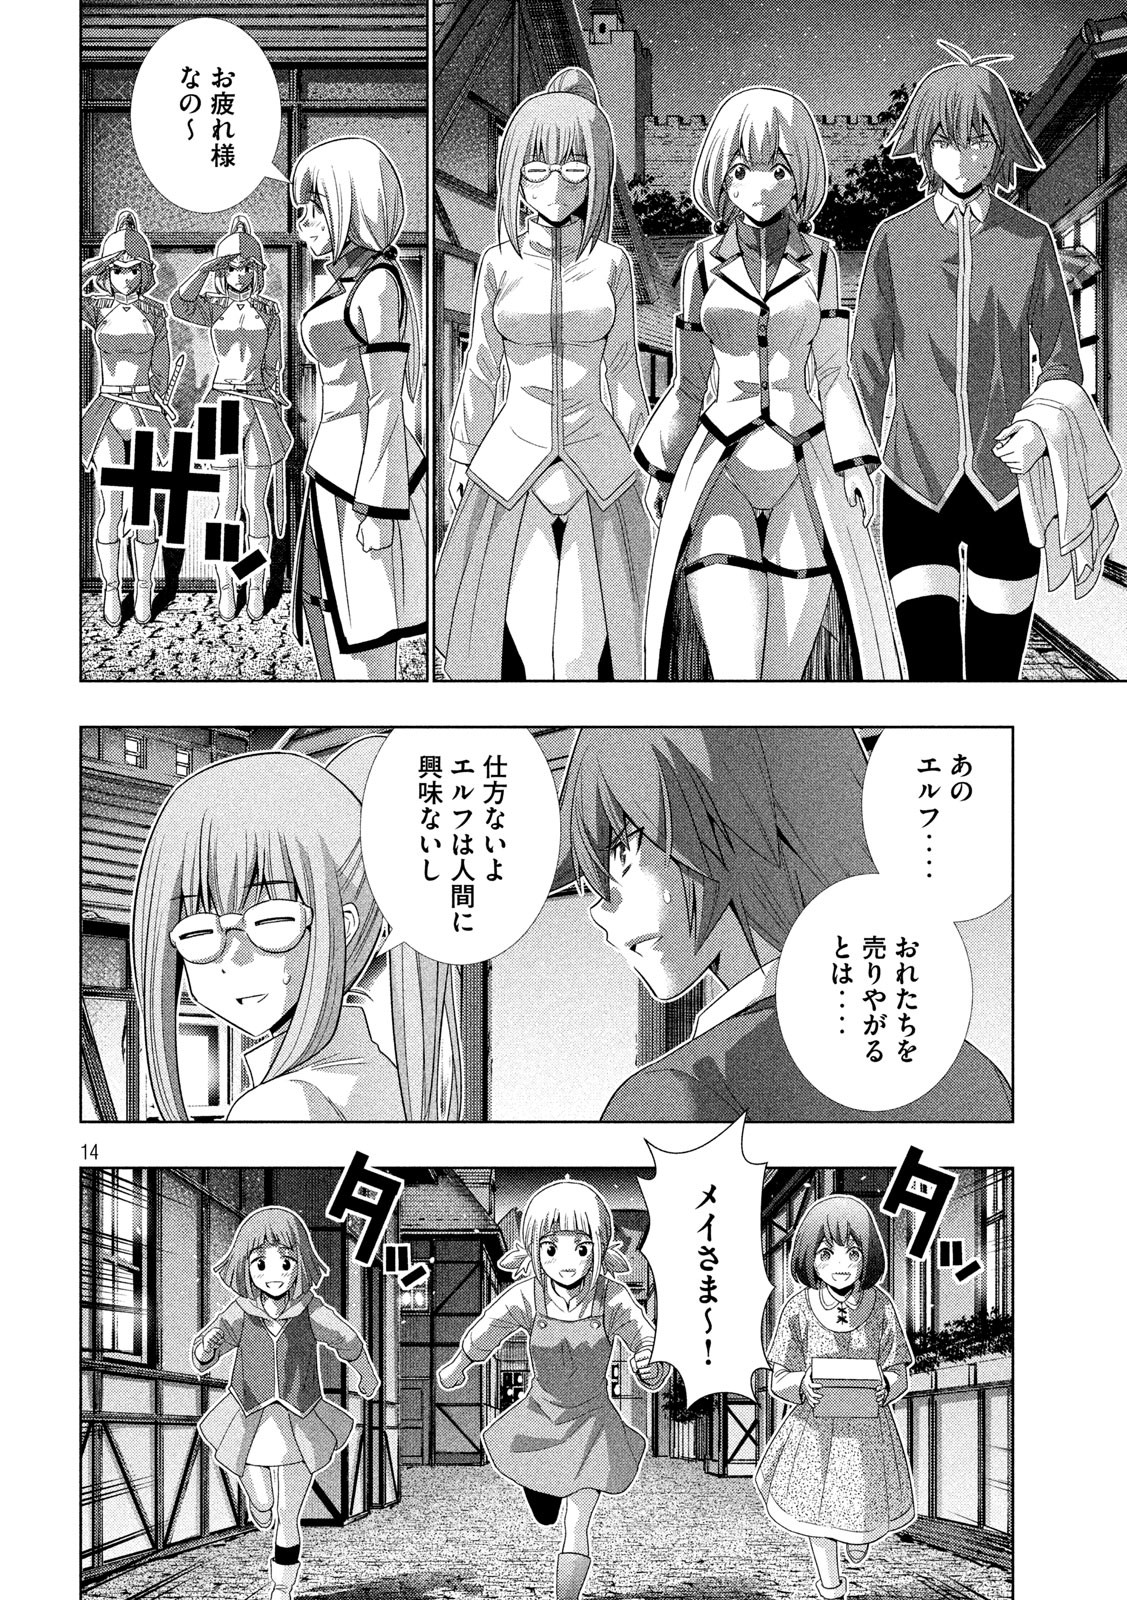 お疲れ様
なの～
ザッ
あの
エルフ‥‥
おれたちを
売りやがる
とは‥‥
仕方ないよ
エルフは人間に
興味ないし
14
タッ
メイさま～！
タッ